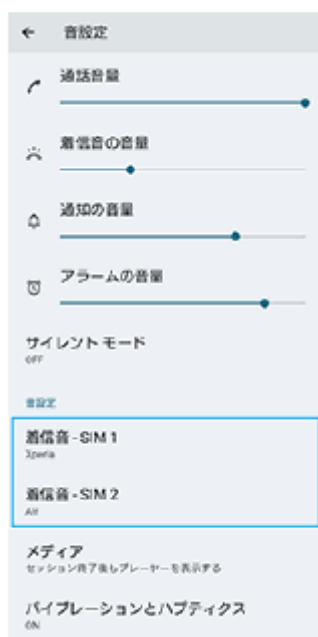 音設定
通話音量
着信音の音量
通知の音量
アラームの音量
サイレント モード
OFF
音設定
着信音 - SIM 1
Xperia
着信音 - SIM 2
Air
メディア
セッション終了後もプレーヤーを表示する
バイブレーションとハプティクス
ON